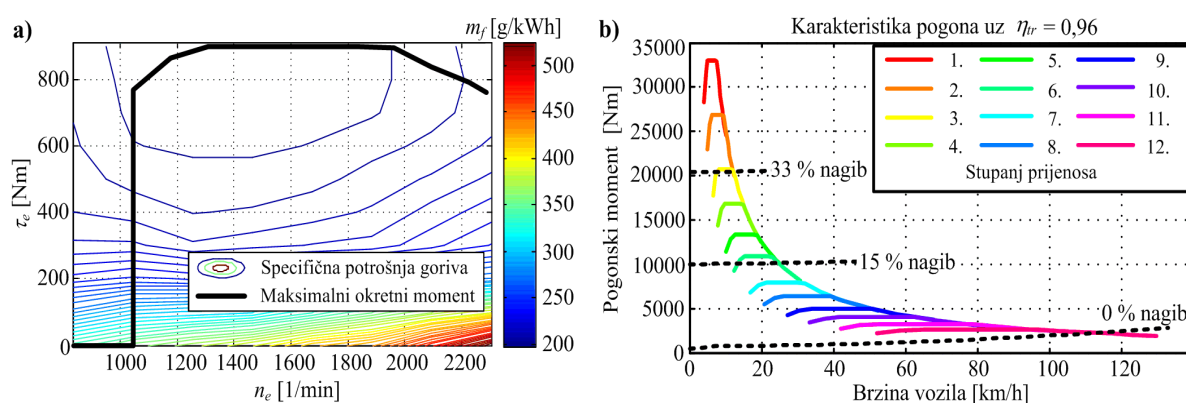 a)
m_f [g/kWh]
τ_e [Nm]
800
600
400
200
0
1000
1200
1400
1600
1800
2000
2200
n_e [1/min]
Specifična potrošnja goriva
Maksimalni okretni moment
500
450
400
350
300
250
200
b)
Karakteristika pogona uz η_tr = 0,96
Pogonski moment [Nm]
35000
30000
25000
20000
15000
10000
5000
0
0
20
40
60
80
100
120
Brzina vozila [km/h]
1. 5. 9.
2. 6. 10.
3. 7. 11.
4. 8. 12.
Stupanj prijenosa
33 % nagib
15 % nagib
0 % nagib